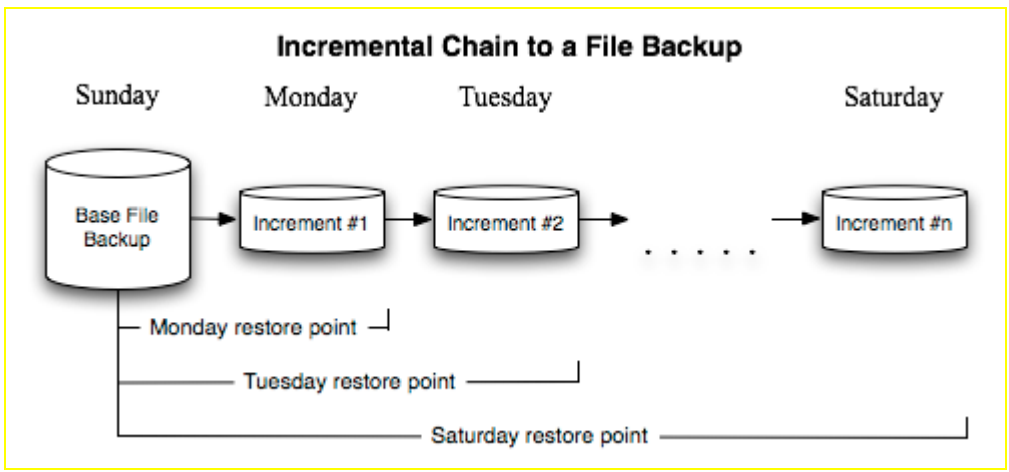 Incremental Chain to a File Backup
Sunday Monday Tuesday Saturday
Base File
Backup
Increment #1
Increment #2
. . . . .
Increment #n
Monday restore point
Tuesday restore point
Saturday restore point